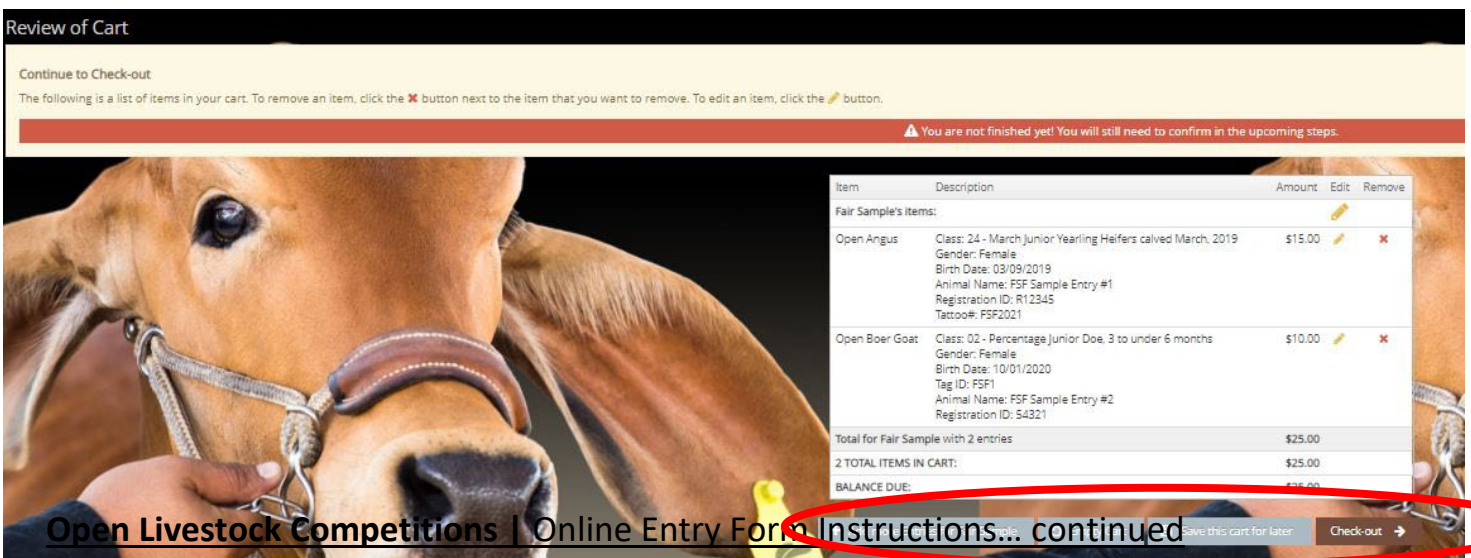 Review of Cart
Continue to Check-out
The following is a list of items in your cart. To remove an item, click the ✖ button next to the item that you want to remove. To edit an item, click the button.
You are not finished yet! You will still need to confirm in the upcoming steps.
Item Description Amount Edit Remove
Fair Sample's items:
Open Angus Class: 24 - March Junior Yearling Heifers calved March, 2019 $15.00 ✖
Gender: Female
Birth Date: 03/09/2019
Animal Name: FSF Sample Entry #1
Registration ID: R12345
Tattoo#: FSF2021
Open Boer Goat Class: 02 - Percentage Junior Doe, 3 to under 6 months $10.00 ✖
Gender: Female
Birth Date: 10/01/2020
Tag ID: FSF1
Animal Name: FSF Sample Entry #2
Registration ID: 54321
Total for Fair Sample with 2 entries $25.00
2 TOTAL ITEMS IN CART: $25.00
BALANCE DUE: $25.00
Open Livestock Competitions | Online Entry Form Instructions... continued
Save this cart for later
Check-out →